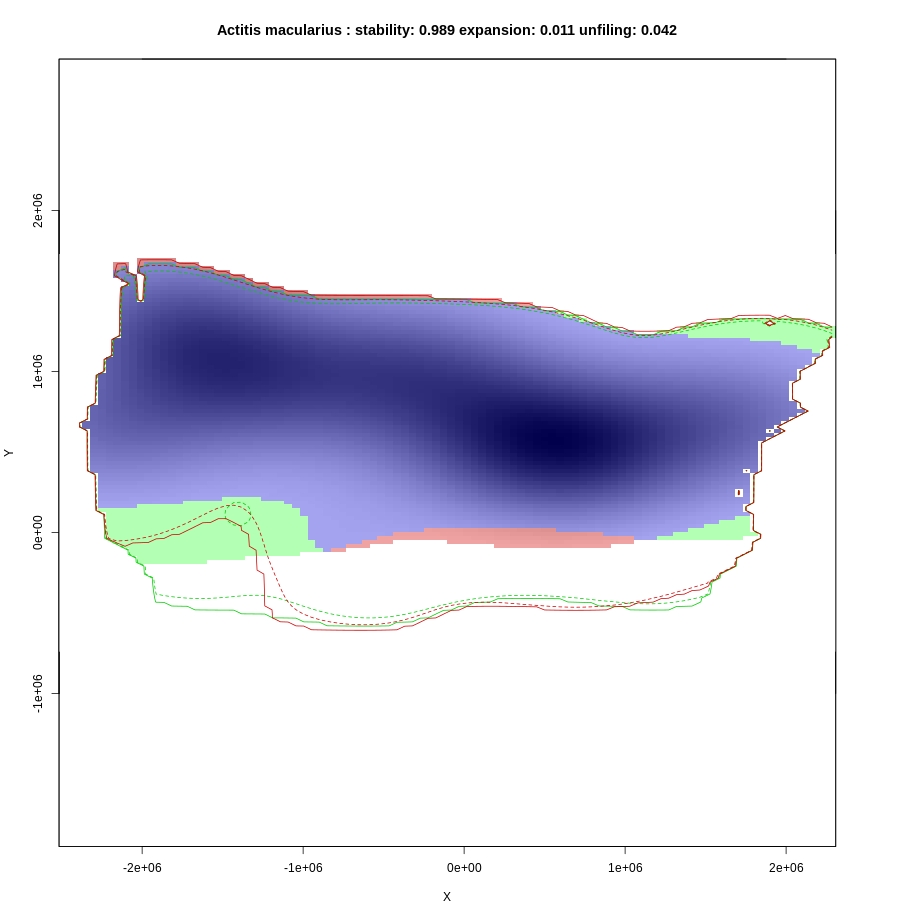 Actitis macularius : stability: 0.989 expansion: 0.011 unfiling: 0.042
2e+06
1e+06
0e+00
-1e+06
Y
-2e+06 -1e+06 0e+00 1e+06 2e+06
X